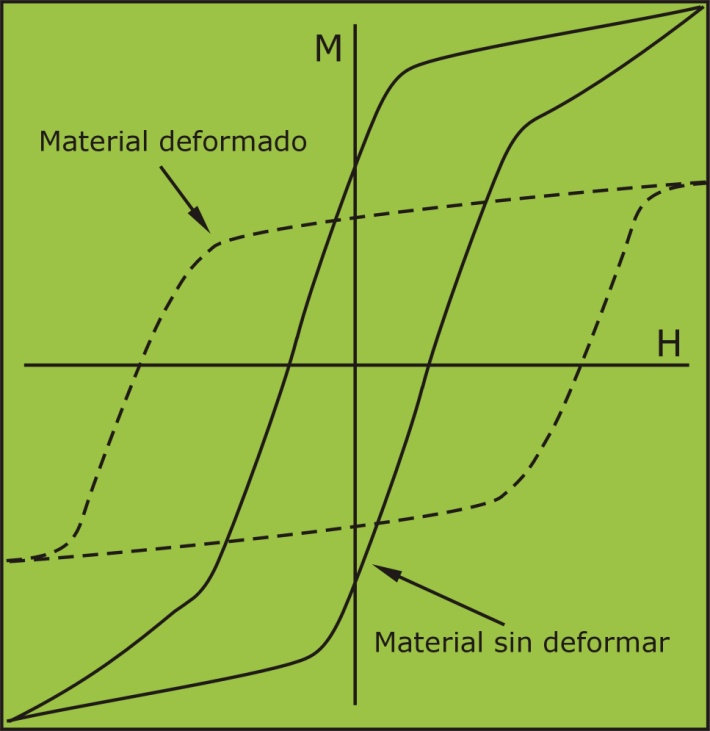 M
Material deformado
H
Material sin deformar